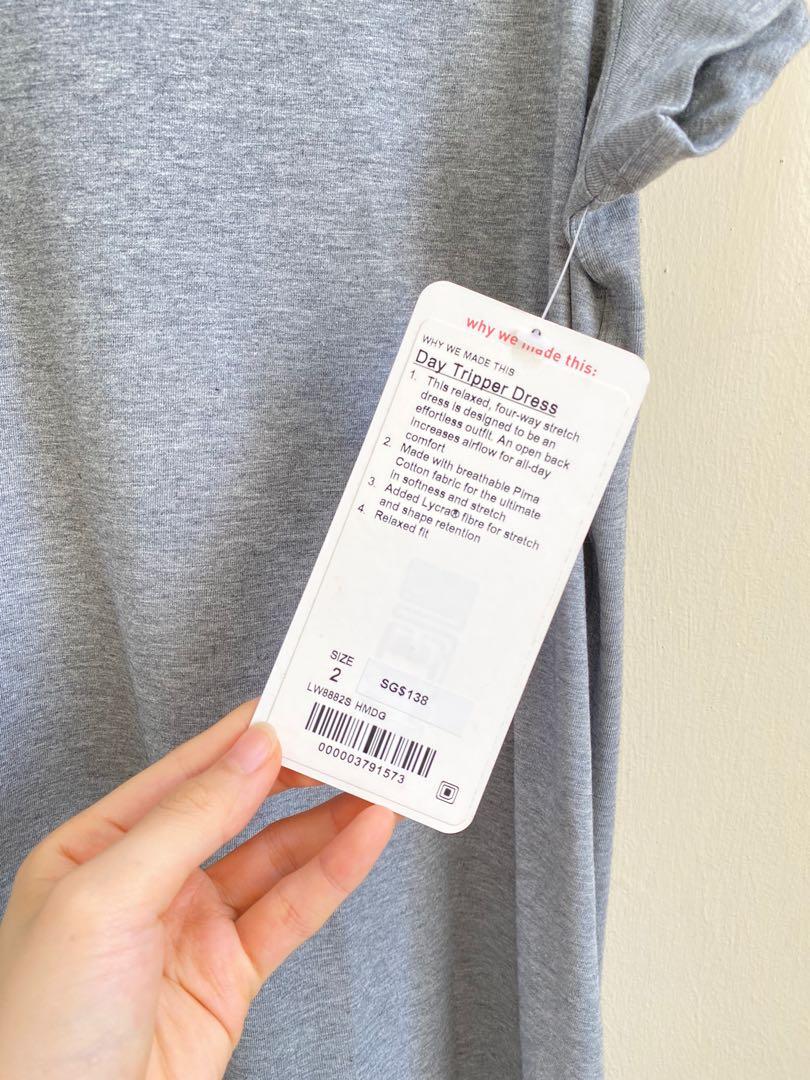 why we made this:
WHY WE MADE THIS
Day Tripper Dress
1. This relaxed, four-way stretch
dress is designed to be an
effortless outfit. An open back
increases airflow for all-day
comfort
2. Made with breathable Pima
Cotton fabric for the ultimate
in softness and stretch
3. Added Lycra® fibre for stretch
and shape retention
4. Relaxed fit
SIZE
2
SG$138
LW8882S HMDG
000003791573